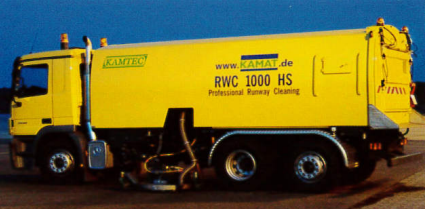 KAMTEC
www.KAMAT.de
RWC 1000 HS
Professional Runway Cleaning